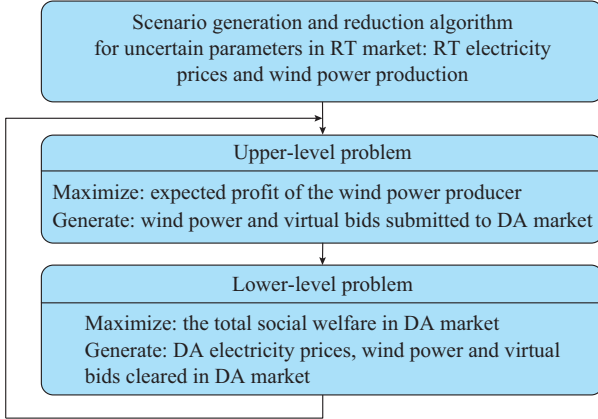 Scenario generation and reduction algorithm
for uncertain parameters in RT market: RT electricity
prices and wind power production
Upper-level problem
Maximize: expected profit of the wind power producer
Generate: wind power and virtual bids submitted to DA market
Lower-level problem
Maximize: the total social welfare in DA market
Generate: DA electricity prices, wind power and virtual
bids cleared in DA market